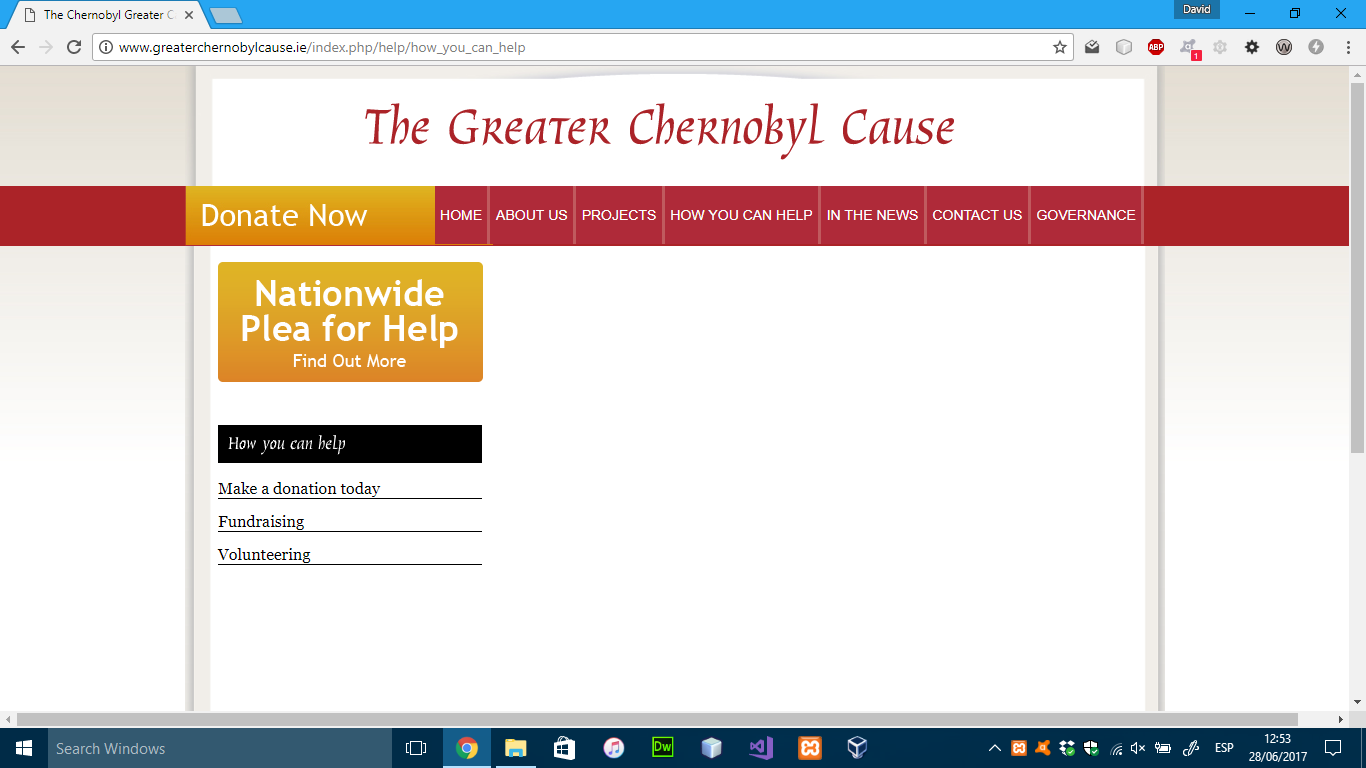 David
The Chernobyl Greater C
www.greaterchernobylcause.ie/index.php/help/how_you_can_help
ABP
1
W
The Greater Chernobyl Cause
Donate Now
HOME
ABOUT US
PROJECTS
HOW YOU CAN HELP
IN THE NEWS
CONTACT US
GOVERNANCE
Nationwide
Plea for Help
Find Out More
How you can help
Make a donation today
Fundraising
Volunteering
Search Windows
Dw
ESP
12:53
28/06/2017